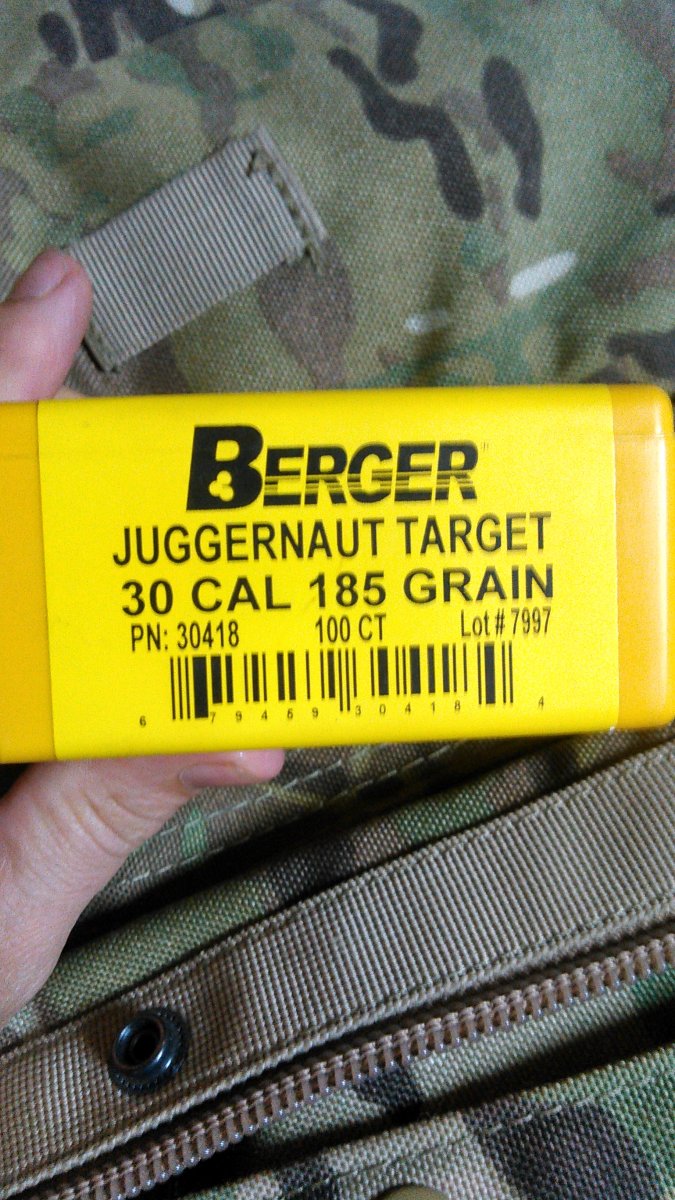 BERGER®
JUGGERNAUT TARGET
30 CAL 185 GRAIN
PN: 30418 100 CT Lot # 7997
6 79459 30418 4